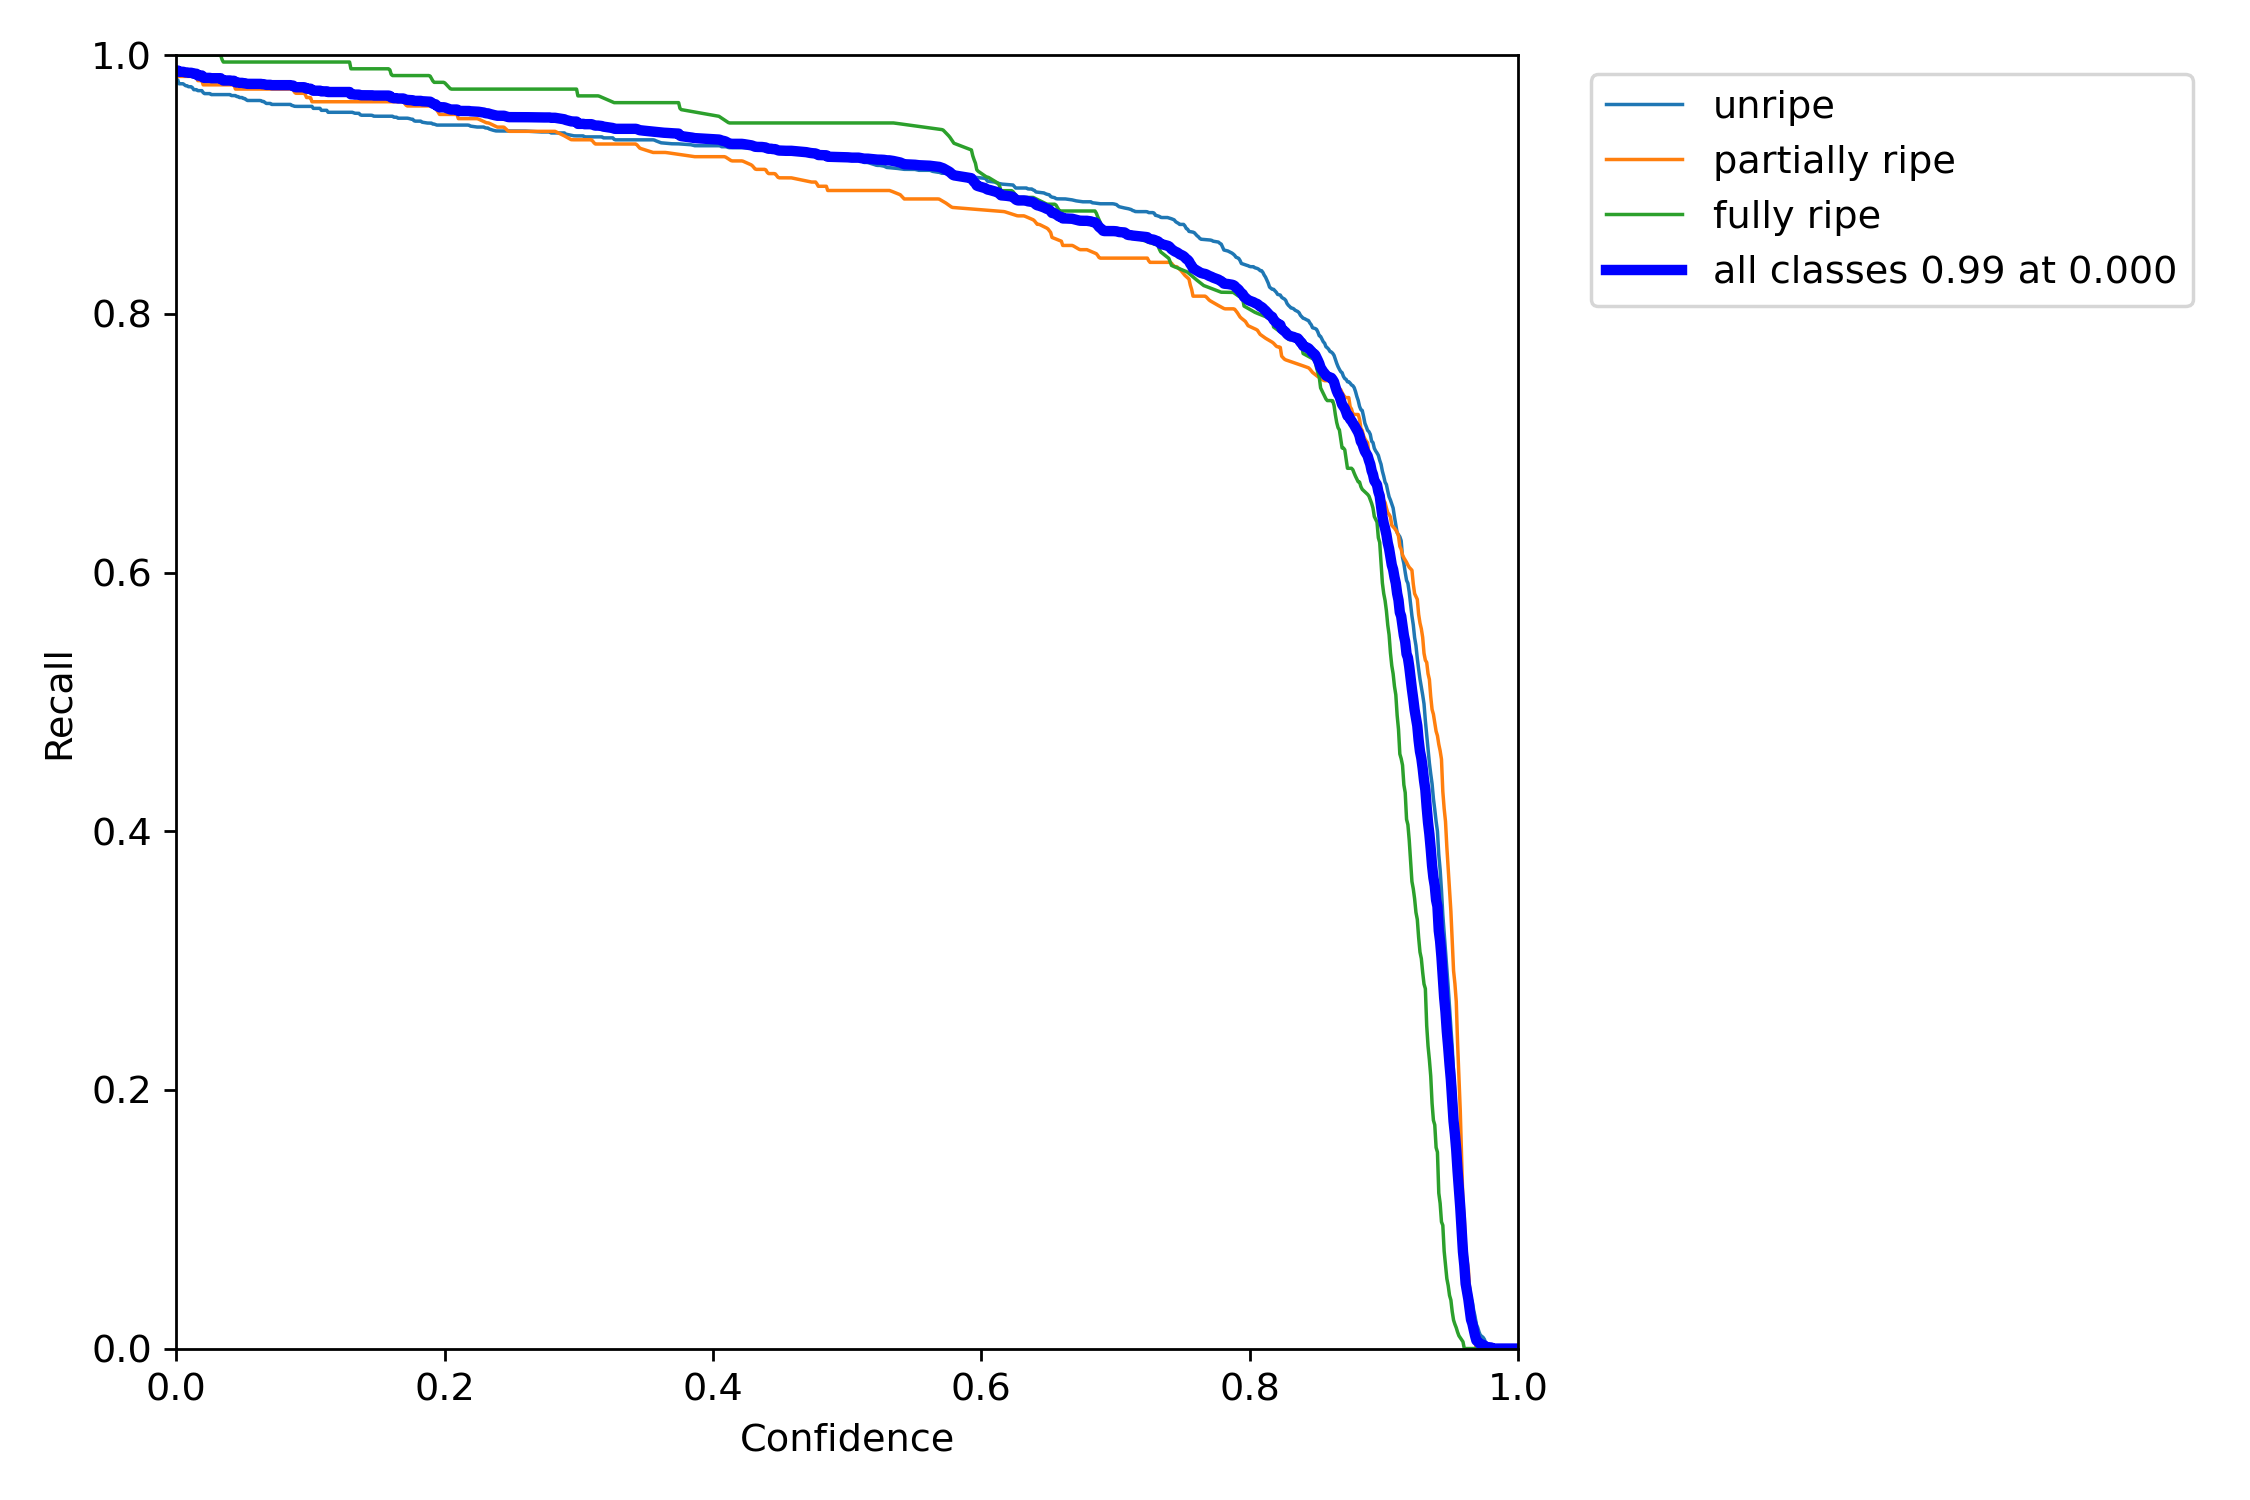 1.0
0.8
0.6
0.4
0.2
0.0
Recall
0.0 0.2 0.4 0.6 0.8 1.0
Confidence
unripe
partially ripe
fully ripe
all classes 0.99 at 0.000